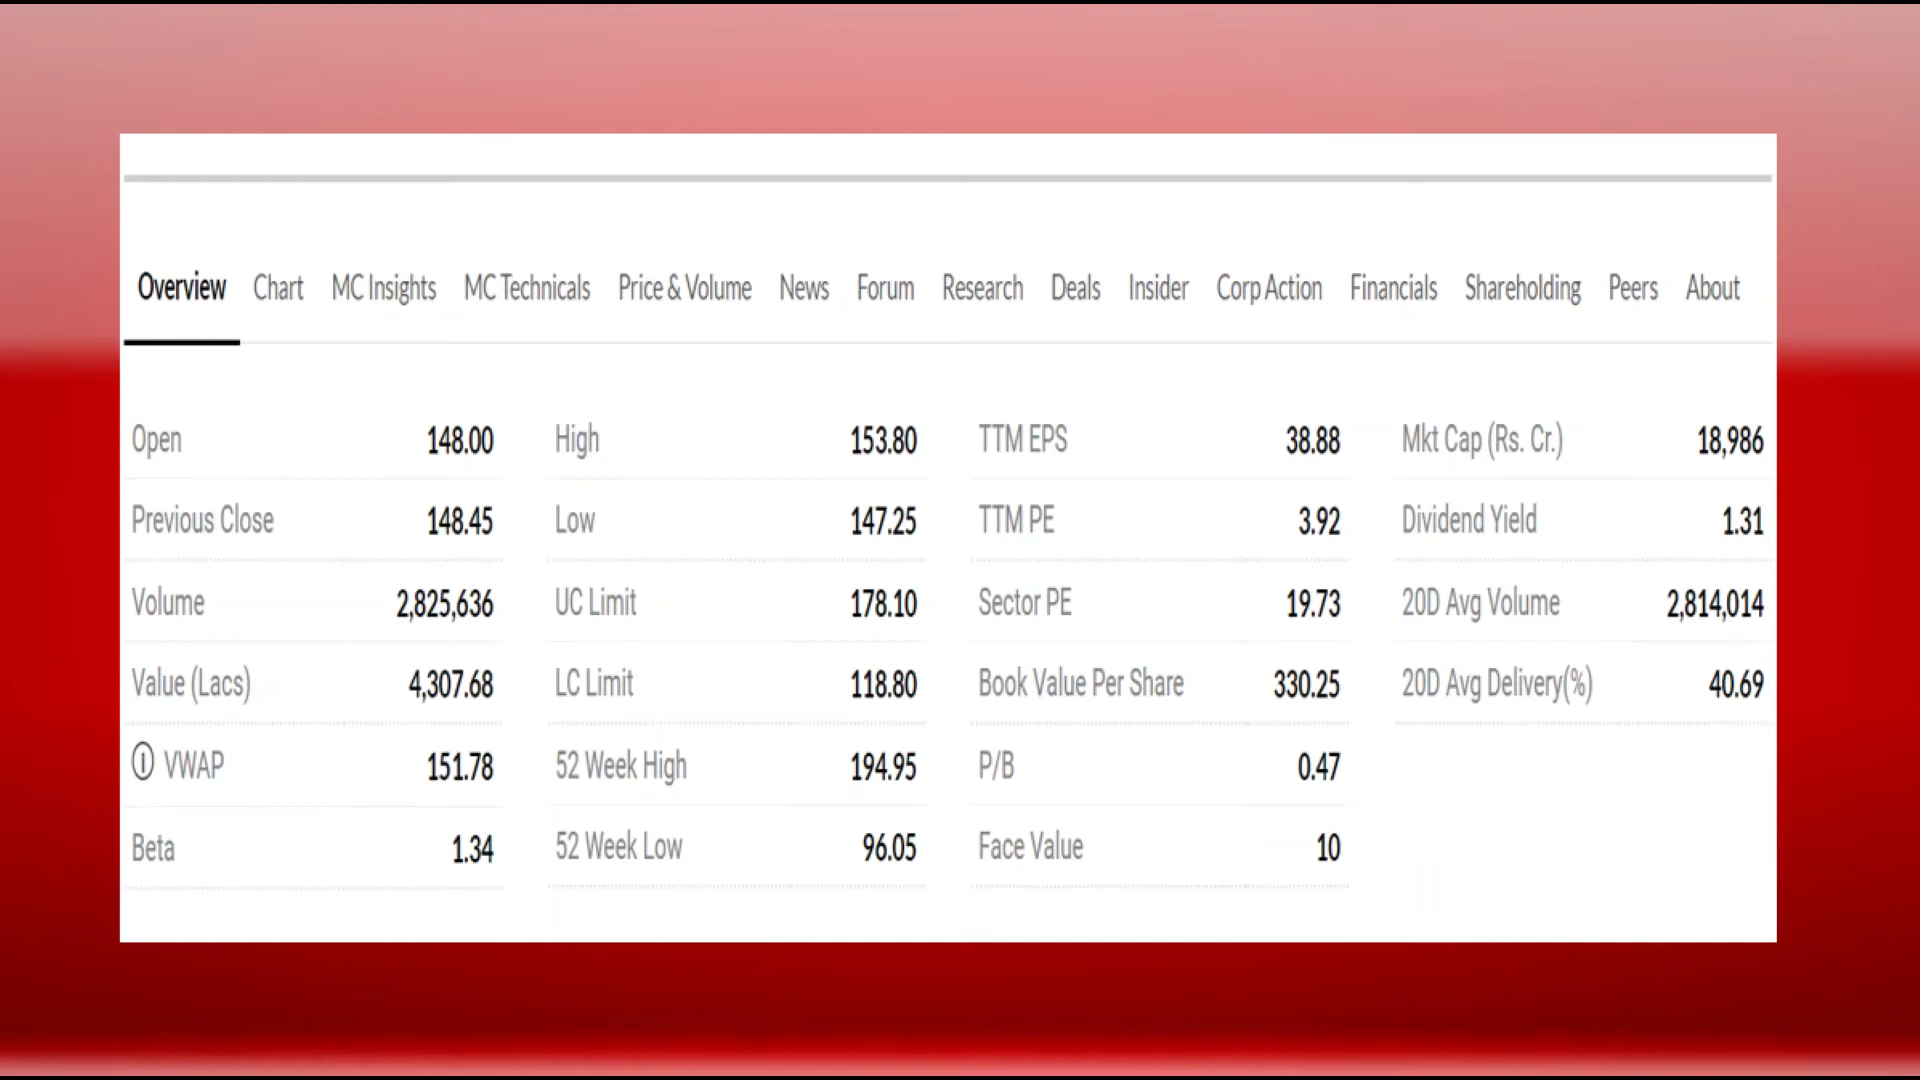 Overview Chart MC Insights MC Technicals Price & Volume News Forum Research Deals Insider Corp Action Financials Shareholding Peers About
Open 148.00 High 153.80 TTM EPS 38.88 Mkt Cap (Rs. Cr.) 18,986
Previous Close 148.45 Low 147.25 TTM PE 3.92 Dividend Yield 1.31
Volume 2,825,636 UC Limit 178.10 Sector PE 19.73 20D Avg Volume 2,814,014
Value (Lacs) 4,307.68 LC Limit 118.80 Book Value Per Share 330.25 20D Avg Delivery(%) 40.69
VWAP 151.78 52 Week High 194.95 P/B 0.47
Beta 1.34 52 Week Low 96.05 Face Value 10